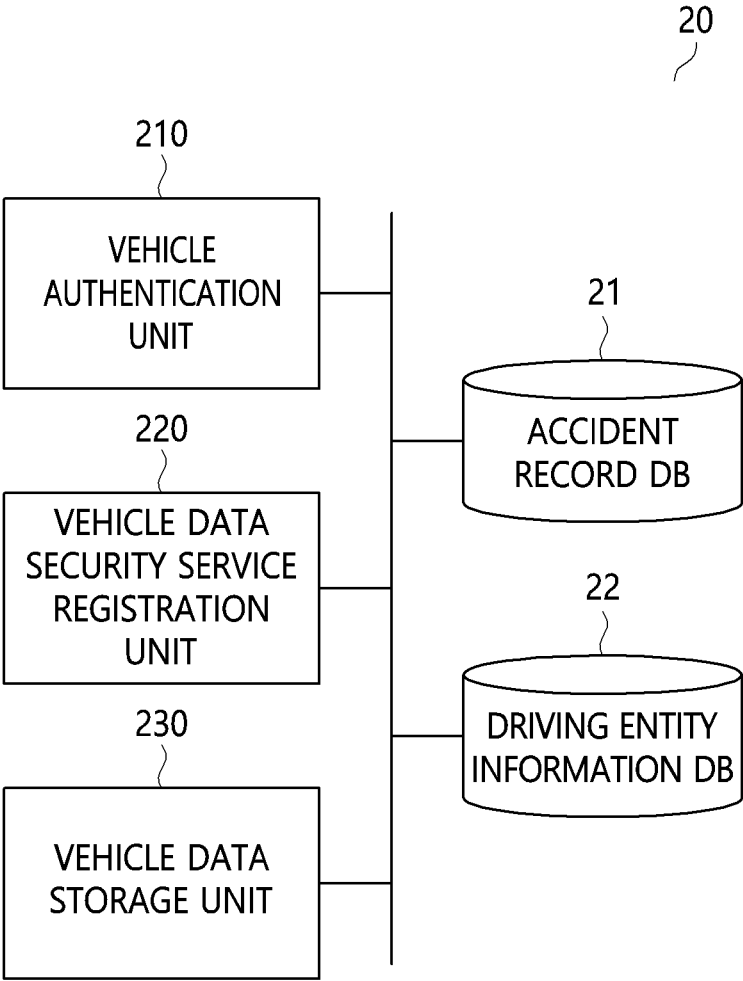 20
210
VEHICLE
AUTHENTICATION
UNIT
21
ACCIDENT
RECORD DB
220
VEHICLE DATA
SECURITY SERVICE
REGISTRATION
UNIT
22
DRIVING ENTITY
INFORMATION DB
230
VEHICLE DATA
STORAGE UNIT